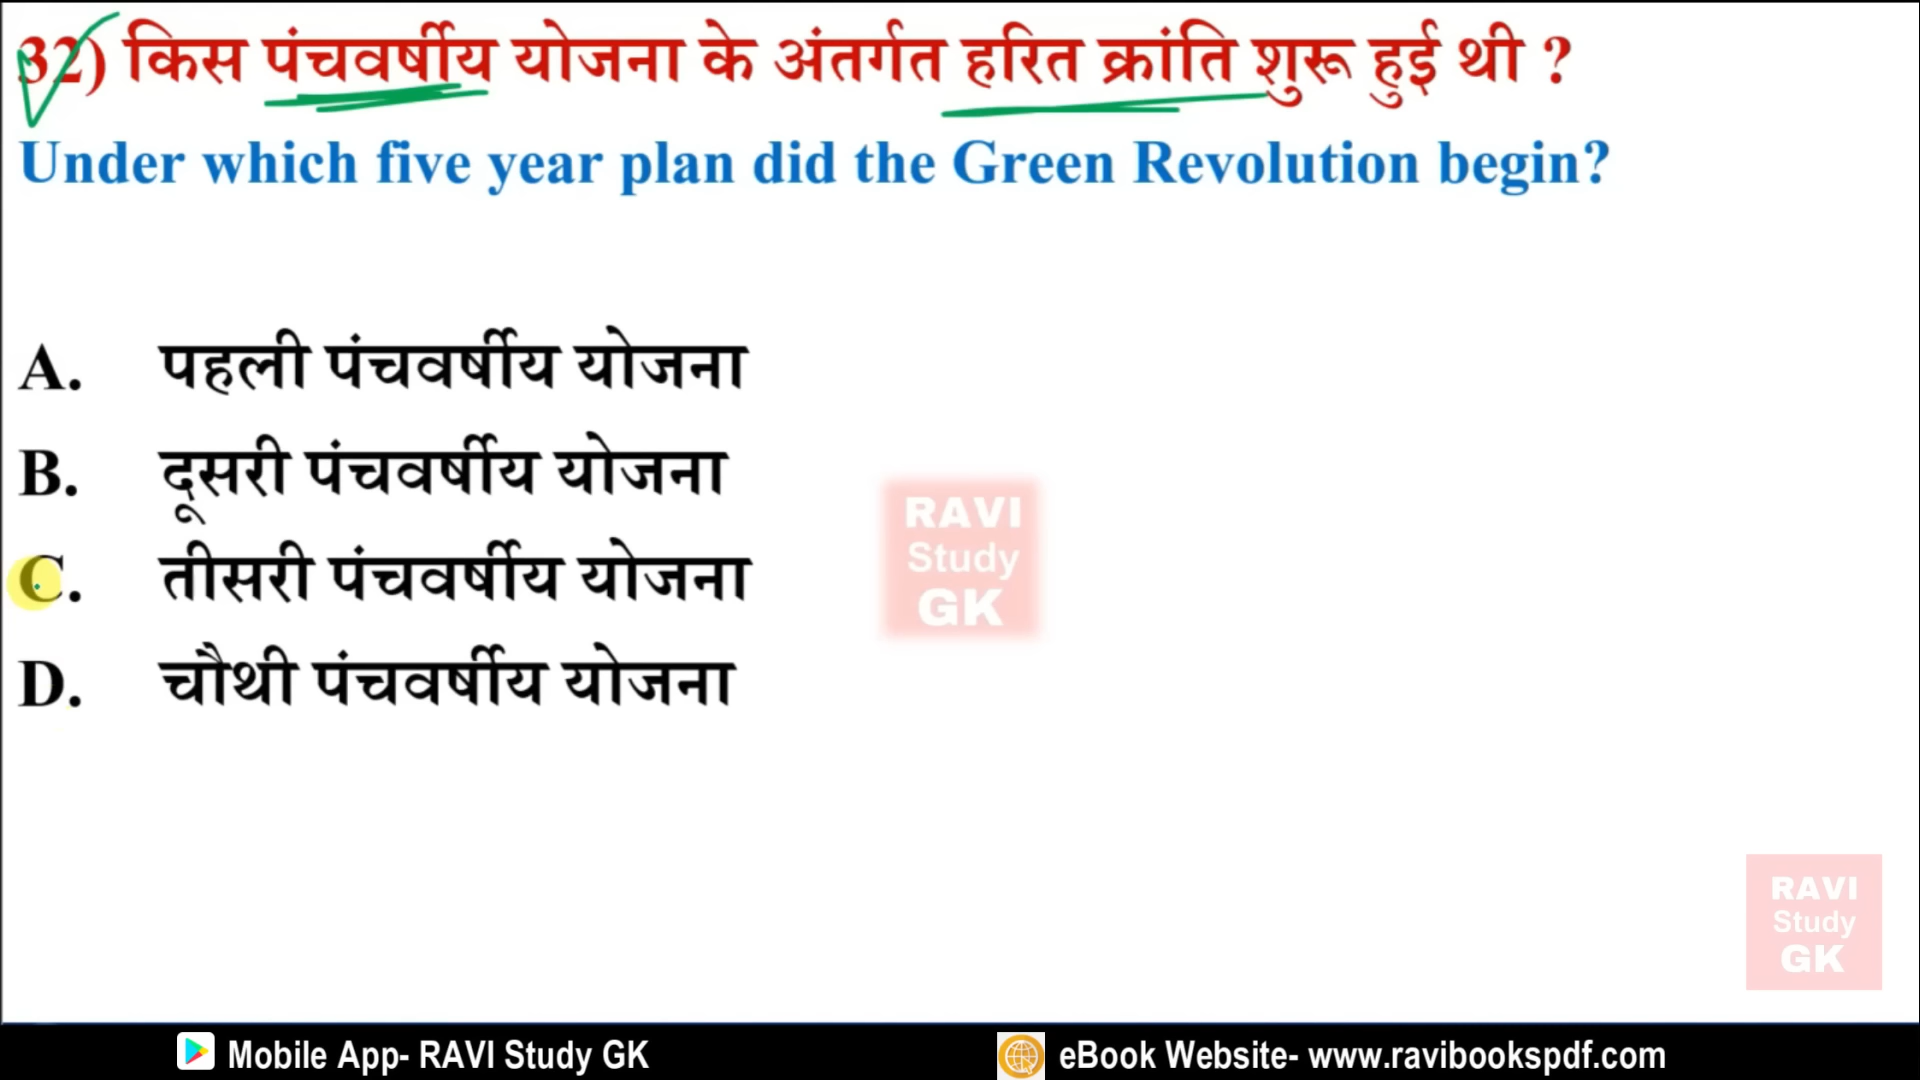 32) किस पंचवर्षीय योजना के अंतर्गत हरित क्रांति शुरू हुई थी ?
Under which five year plan did the Green Revolution begin?
A. पहली पंचवर्षीय योजना
B. दूसरी पंचवर्षीय योजना
C. तीसरी पंचवर्षीय योजना
D. चौथी पंचवर्षीय योजना
RAVI
Study
GK
RAVI
Study
GK
Mobile App- RAVI Study GK
eBook Website- www.ravibookspdf.com